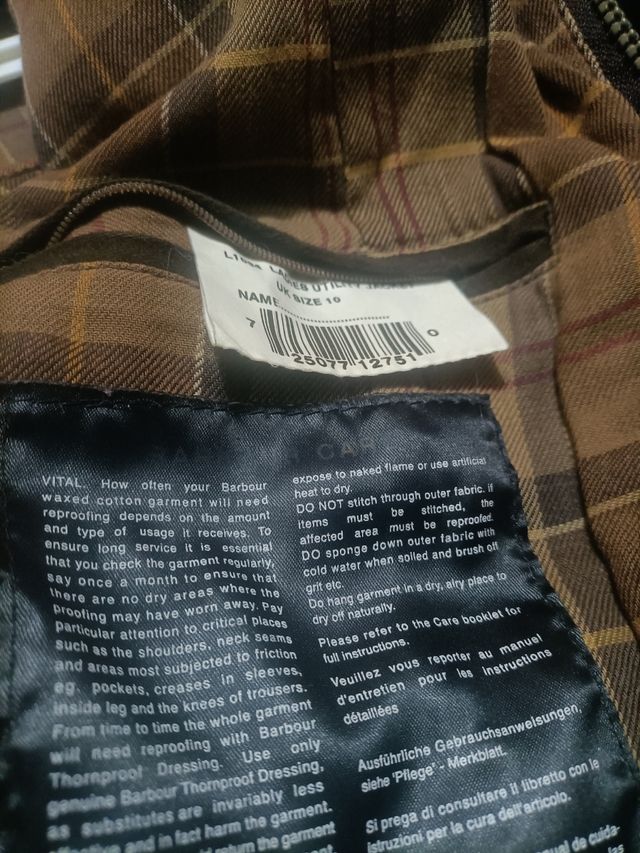 LADIES UTILITY JACKET
UK SIZE 10
NAME
7 25077 12751 0
VITAL. How often your Barbour
waxed cotton garment will need
reproofing depends on the amount
and type of usage it receives. To
ensure long service it is essential
that you check the garment regularly,
say once a month to ensure that
there are no dry areas where the
proofing may have worn away. Pay
particular attention to critical places
such as the shoulders, neck seams
and areas most subjected to friction
eg. pockets, creases in sleeves,
inside leg and the knees of trousers.
From time to time the whole garment
will need reproofing with Barbour
Thornproof Dressing. Use only
genuine Barbour Thornproof Dressing,
as substitutes are invariably less
effective and in fact harm the garment.
return the garment
expose to naked flame or use artificial
heat to dry.
DO NOT stitch through outer fabric. if
items must be stitched, the
affected area must be reproofed.
DO sponge down outer fabric with
cold water when soiled and brush off
grit etc.
Do hang garment in a dry, airy place to
dry off naturally.
Please refer to the Care booklet for
full instructions.
Veuillez vous reporter au manuel
d'entretien pour les instructions
détaillées
Ausführliche Gebrauchsanweisungen,
siehe 'Pflege' - Merkblatt.
Si prega di consultare il libretto con le
istruzioni per la cura dell'articolo.
manual de cuida-